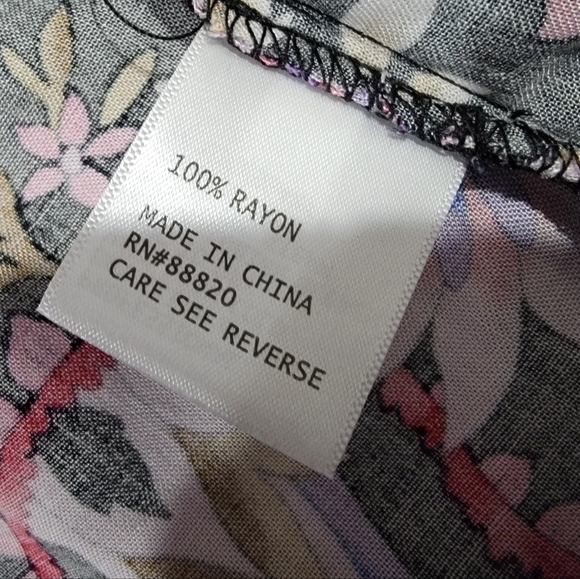 100% RAYON
MADE IN CHINA
RN#88820
CARE SEE REVERSE